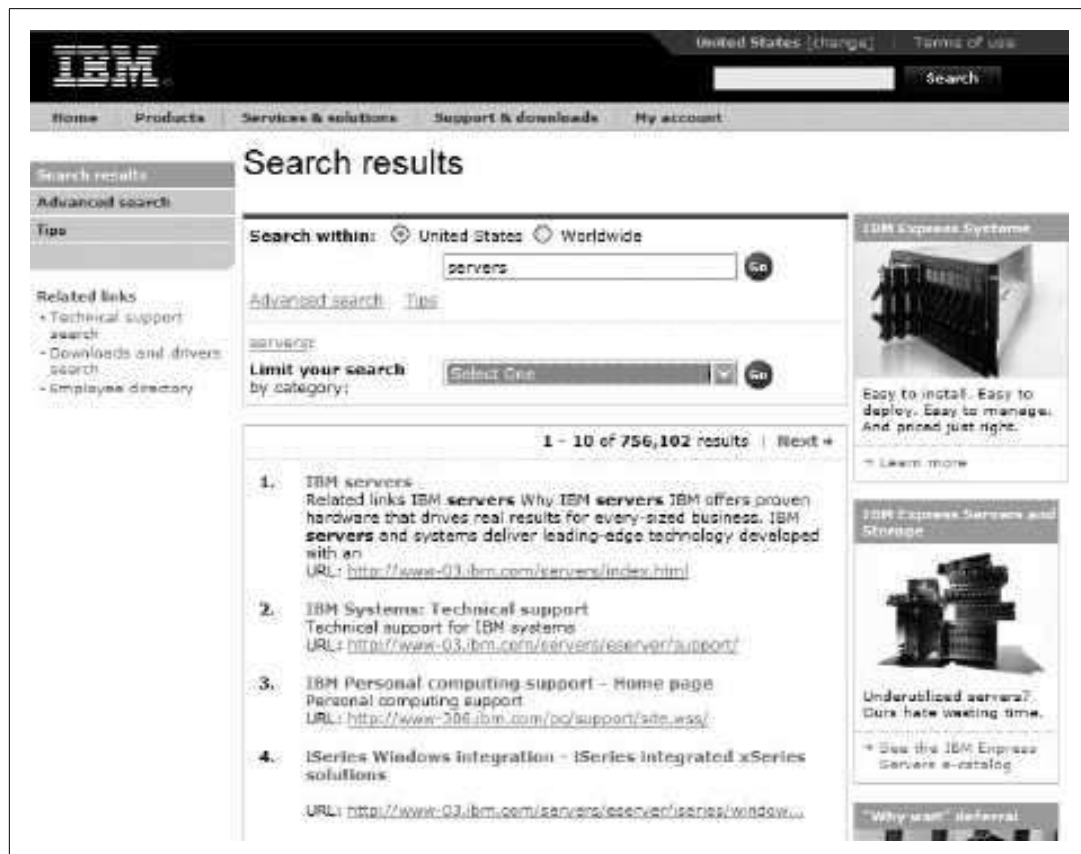 United States [change] Terms of use
IBM
Search
Home Products Services & solutions Support & downloads My account
Search results
Advanced search
Tips
Related links
Technical support
search
Downloads and drivers
search
Employee directory
Search results
Search within: United States Worldwide
servers Go
Advanced search Tips
servers:
Limit your search
by category:
Select One Go
1 - 10 of 756,102 results | Next
1. IBM servers
Related links IBM servers Why IBM servers IBM offers proven
hardware that drives real results for every-sized business. IBM
servers and systems deliver leading-edge technology developed
with an
URL: http://www-03.ibm.com/servers/index.html
2. IBM Systems: Technical support
Technical support for IBM systems
URL: http://www-03.ibm.com/servers/eserver/support/
3. IBM Personal computing support - Home page
Personal computing support
URL: http://www-306.ibm.com/pc/support/site.wss/
4. iSeries Windows integration - iSeries integrated xSeries
solutions
URL: http://www-03.ibm.com/servers/eserver/iseries/window...
IBM Express Systems
Easy to install. Easy to
deploy. Easy to manage.
And priced just right.
Learn more
IBM Express Servers and
Storage
Underutilized servers?
Ours hate wasting time.
See the IBM Express
Servers e-catalog
"Why wait" deferral